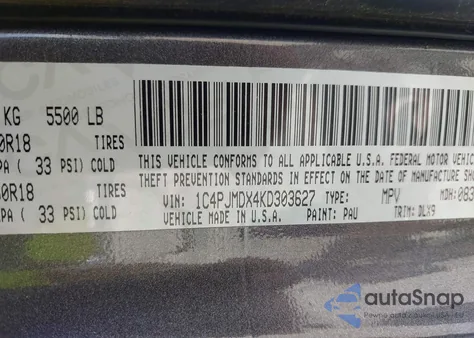 KG 5500 LB
0R18 TIRES
PA ( 33 PSI) COLD
THIS VEHICLE CONFORMS TO ALL APPLICABLE U.S.A. FEDERAL MOTOR
THEFT PREVENTION STANDARDS IN EFFECT ON THE DATE OF
0R18 TIRES
VIN: 1C4PJMDX4KD303627 TYPE: MPV MDH:
PA ( 33 PSI) COLD
VEHICLE MADE IN U.S.A. PAINT: PAU TRIM: DLX9
autoSnap